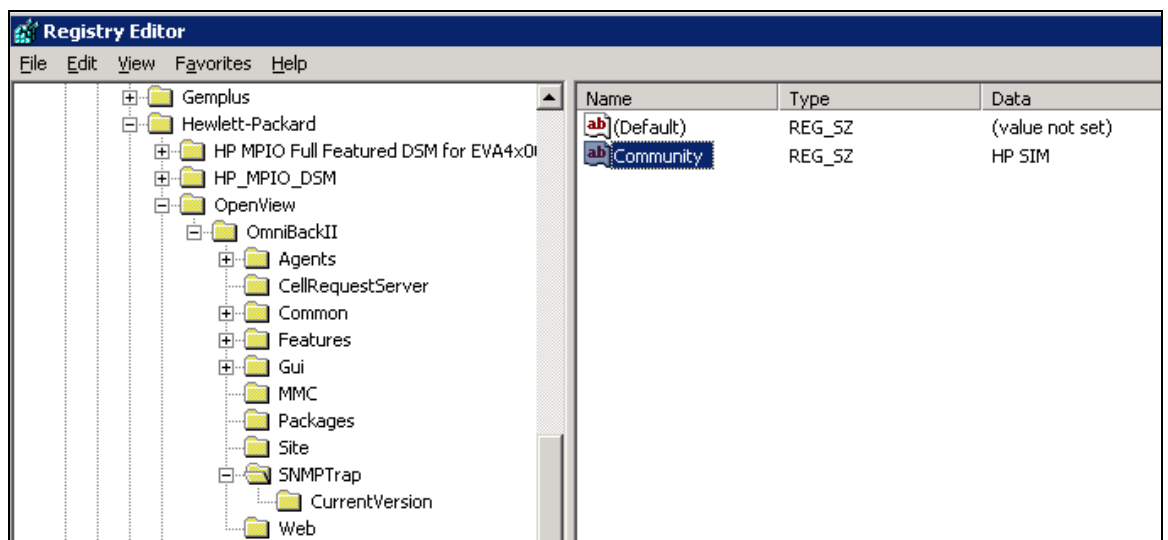 Registry Editor
File Edit View Favorites Help
Gemplus
Hewlett-Packard
HP MPIO Full Featured DSM for EVA4x0
HP_MPIO_DSM
OpenView
OmniBackII
Agents
CellRequestServer
Common
Features
Gui
MMC
Packages
Site
SNMPTrap
CurrentVersion
Web
Name Type Data
ab (Default) REG_SZ (value not set)
ab Community REG_SZ HP SIM